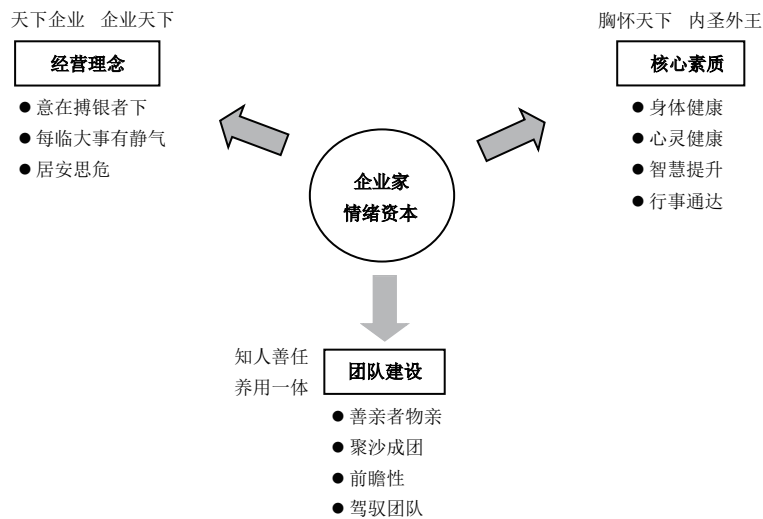 天下企业 企业天下
经营理念
● 意在搏银者下
● 每临大事有静气
● 居安思危
胸怀天下 内圣外王
核心素质
● 身体健康
● 心灵健康
● 智慧提升
● 行事通达
企业家
情绪资本
知人善任
养用一体
团队建设
● 善亲者物亲
● 聚沙成团
● 前瞻性
● 驾驭团队